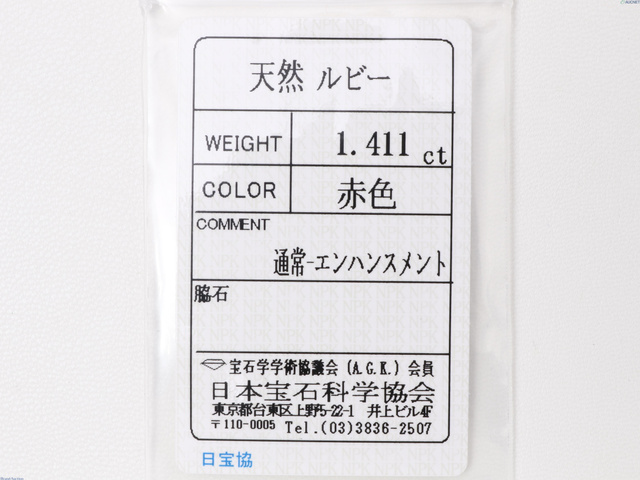 天然 ルビー
WEIGHT 1.411 ct
COLOR 赤色
COMMENT
通常-エンハンスメント
脇石
宝石学学術協議会 (A.G.K.) 会員
日本宝石科学協会
東京都台東区上野5-22-1 井上ビル4F
〒110-0005 Tel.(03)3836-2507
日宝協